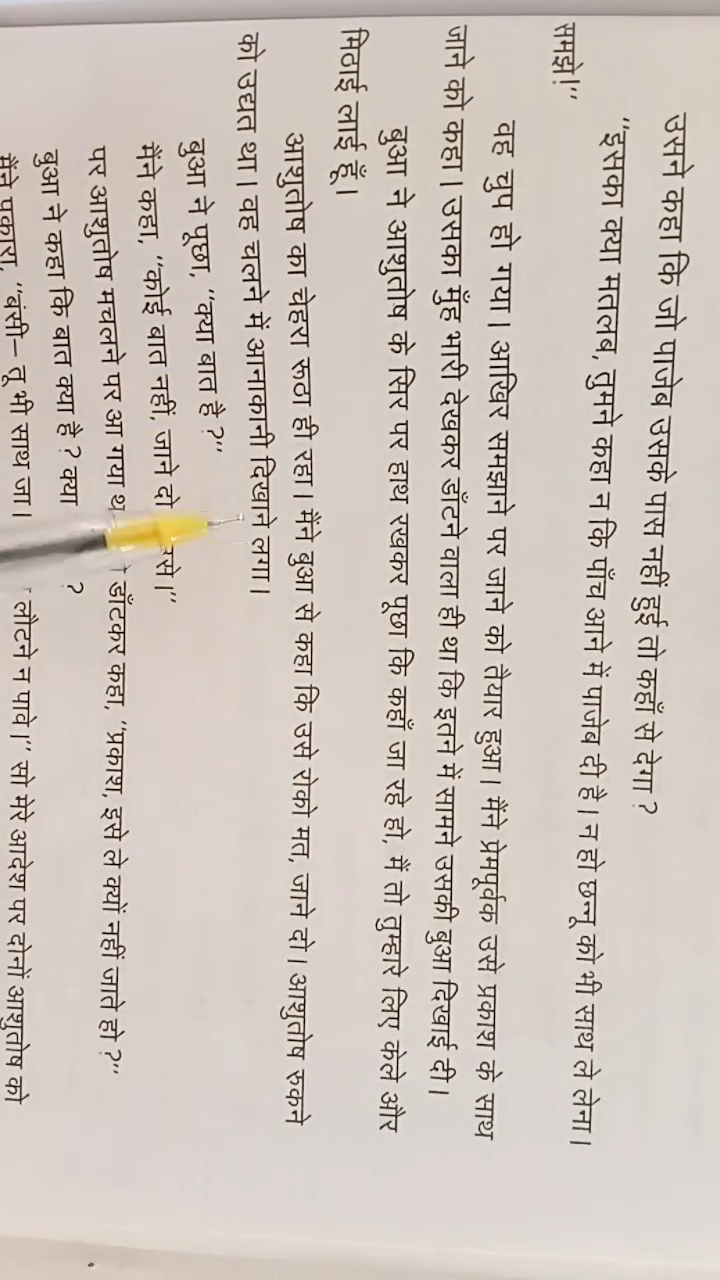 उसने कहा कि जो पाजेब उसके पास नहीं हुई तो कहाँ से देगा?
"इसका क्या मतलब, तुमने कहा न कि पाँच आने में पाजेब दी है। न हो छन्नू को भी साथ ले लेना।
समझे!"
वह चुप हो गया। आखिर समझाने पर जाने को तैयार हुआ। मैंने प्रेमपूर्वक उसे प्रकाश के साथ
जाने को कहा। उसका मुँह भारी देखकर डाँटने वाला ही था कि इतने में सामने उसकी बुआ दिखाई दी।
बुआ ने आशुतोष के सिर पर हाथ रखकर पूछा कि कहाँ जा रहे हो, मैं तो तुम्हारे लिए केले और
मिठाई लाई हूँ।
आशुतोष का चेहरा रूठा ही रहा। मैंने बुआ से कहा कि उसे रोको मत, जाने दो। आशुतोष रुकने
को उद्यत था। वह चलने में आनाकानी दिखाने लगा।
बुआ ने पूछा, "क्या बात है?"
मैंने कहा, "कोई बात नहीं, जाने दो उसे।"
पर आशुतोष मचलने पर आ गया डाँटकर कहा, "प्रकाश, इसे ले क्यों नहीं जाते हो?"
बुआ ने कहा कि बात क्या है? क्या ?
मैंने पुकारा, "बंसी– तू भी साथ जा। लौटने न पावे।" सो मेरे आदेश पर दोनों आशुतोष को